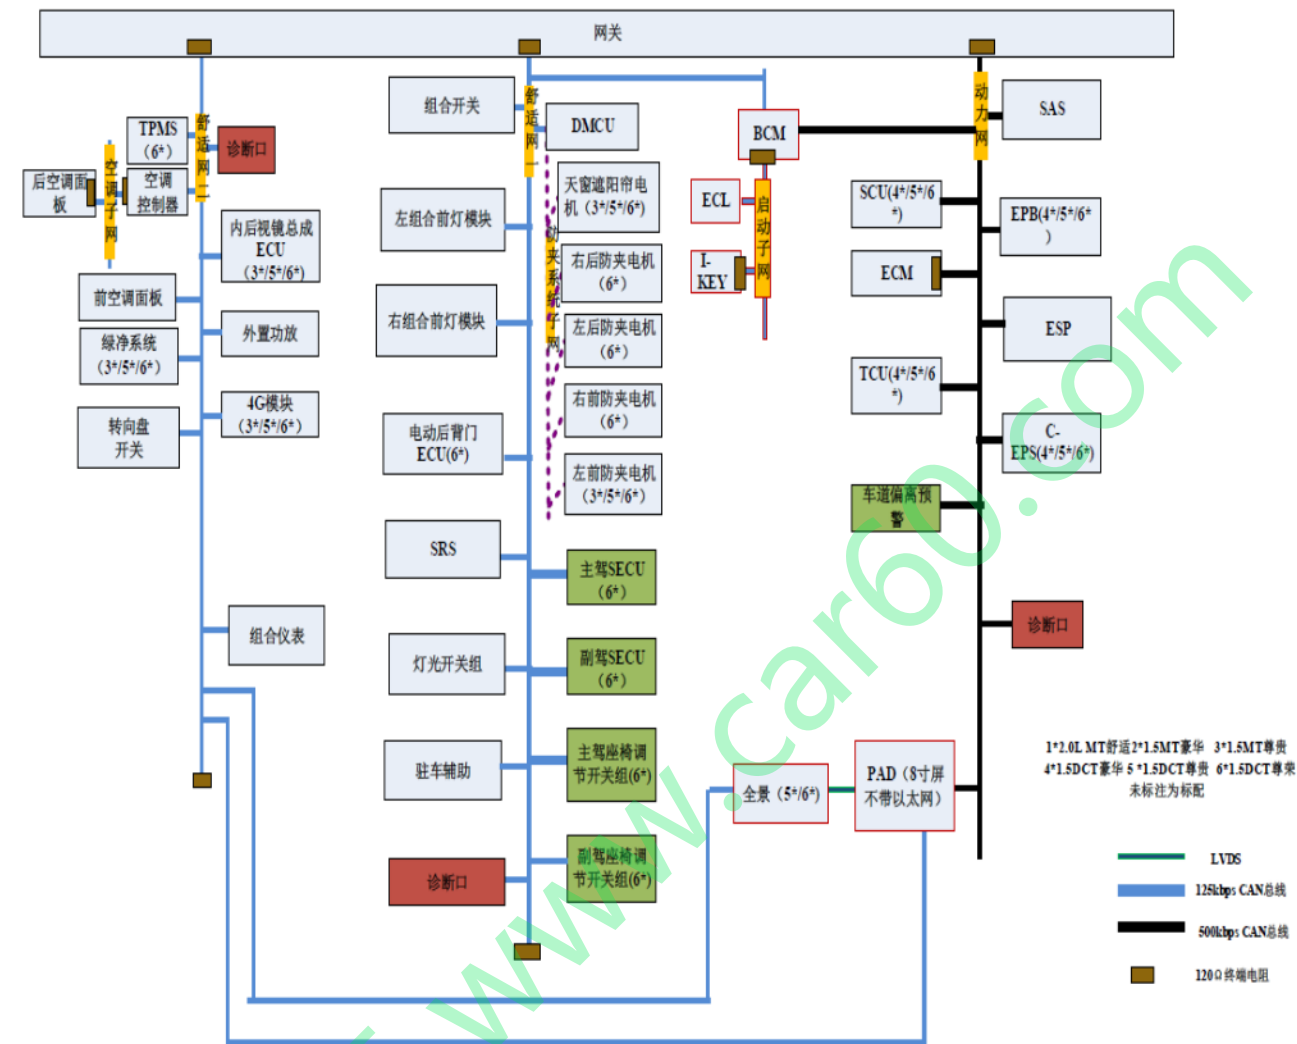 网关
TPMS
(6*)
舒适网二
诊断口
空调子网
后空调面
板
空调
控制器
内后视镜总成
ECU
(3*/5*/6*)
前空调面板
外置功放
绿净系统
(3*/5*/6*)
4G模块
(3*/5*/6*)
转向盘
开关
组合仪表
组合开关
舒适网一
DMCU
天窗遮阳帘电
机(3*/5*/6*)
左组合前灯模块
防夹系统子网
右后防夹电机
(6*)
右组合前灯模块
左后防夹电机
(6*)
右前防夹电机
(6*)
电动后背门
ECU(6*)
左前防夹电机
(3*/5*/6*)
SRS
主驾SECU
(6*)
灯光开关组
副驾SECU
(6*)
驻车辅助
主驾座椅调
节开关组(6*)
诊断口
副驾座椅调
节开关组(6*)
BCM
ECL
启动子网
I-
KEY
动力网
SAS
SCU(4*/5*/6
*)
EPB(4*/5*/6*
)
ECM
ESP
TCU(4*/5*/6
*)
C-
EPS(4*/5*/6*)
车道偏离预
警
诊断口
全景(5*/6*)
PAD(8寸屏
不带以太网)
1*2.0L MT舒适2*1.5MT豪华 3*1.5MT尊贵
4*1.5DCT豪华 5 *1.5DCT尊贵 6*1.5DCT尊荣
未标注为标配
LVDS
125kbps CAN总线
500kbps CAN总线
120Ω终端电阻
www.car60.com